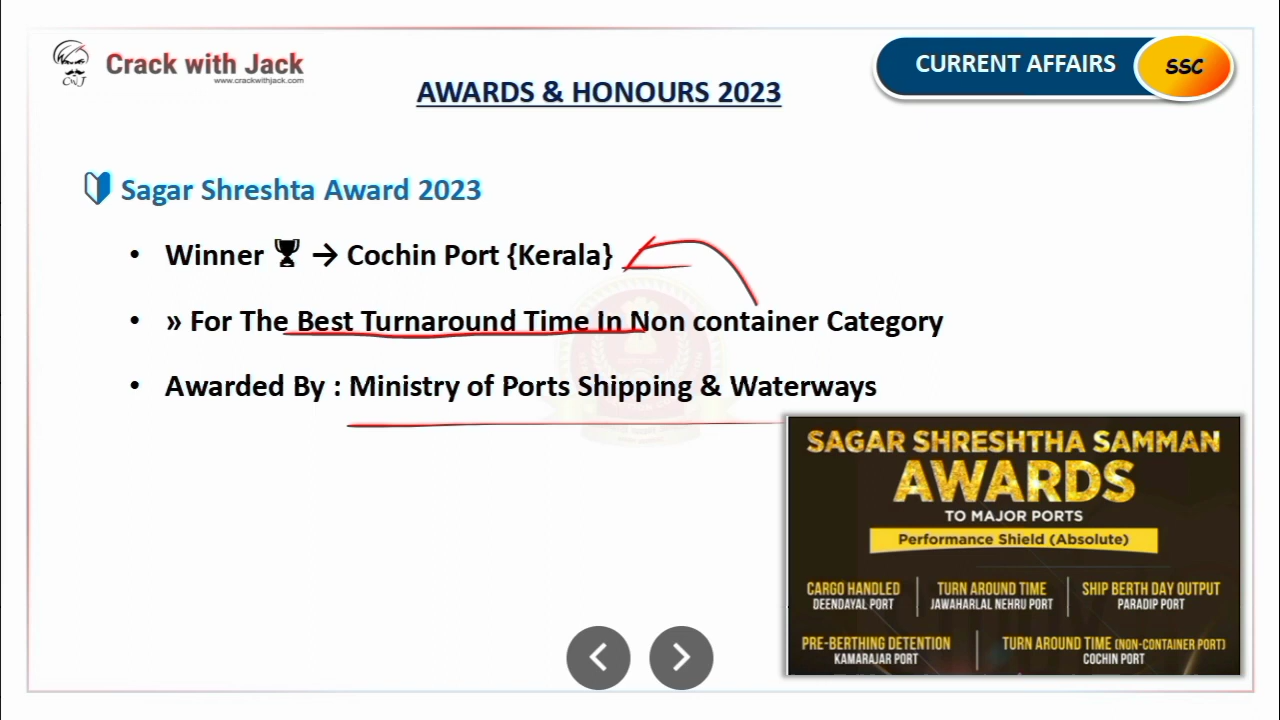 Crack with Jack
www.crackwithjack.com
CWJ
CURRENT AFFAIRS
SSC
AWARDS & HONOURS 2023
Sagar Shreshta Award 2023
• Winner → Cochin Port {Kerala}
• » For The Best Turnaround Time In Non container Category
• Awarded By : Ministry of Ports Shipping & Waterways
SAGAR SHRESHTHA SAMMAN
AWARDS
TO MAJOR PORTS
Performance Shield (Absolute)
CARGO HANDLED
DEENDAYAL PORT
TURN AROUND TIME
JAWAHARLAL NEHRU PORT
SHIP BERTH DAY OUTPUT
PARADIP PORT
PRE-BERTHING DETENTION
KAMARAJAR PORT
TURN AROUND TIME (NON-CONTAINER PORT)
COCHIN PORT